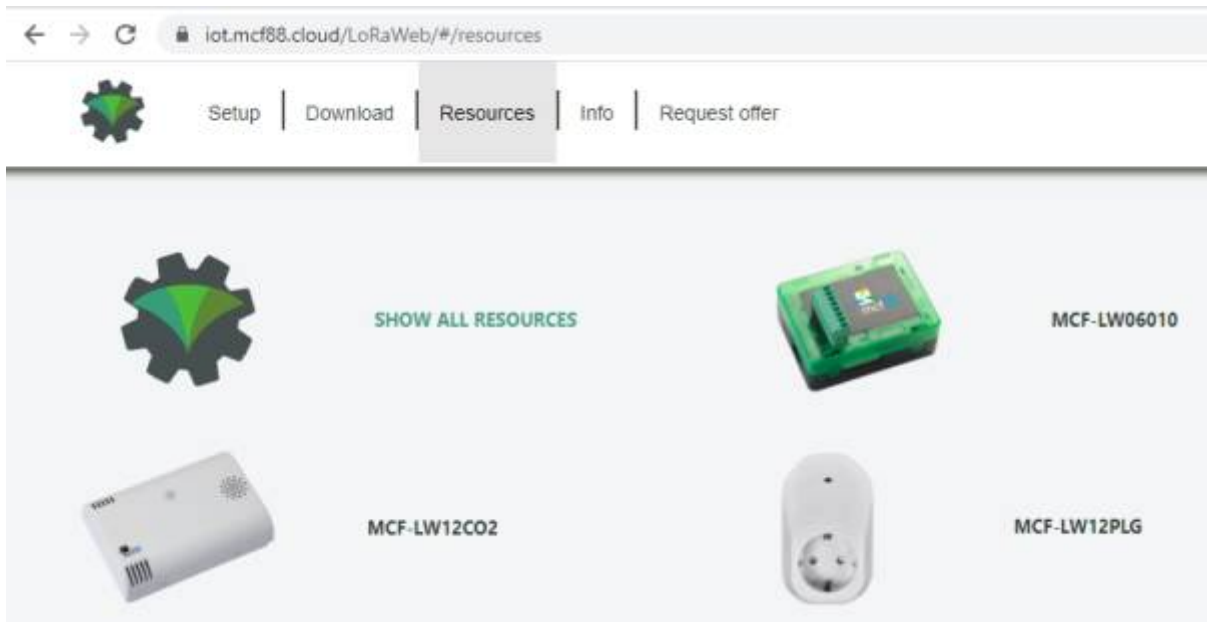 iot.mcf88.cloud/LoRaWeb/#/resources
Setup Download Resources Info Request offer
SHOW ALL RESOURCES
MCF-LW06010
MCF-LW12CO2
MCF-LW12PLG